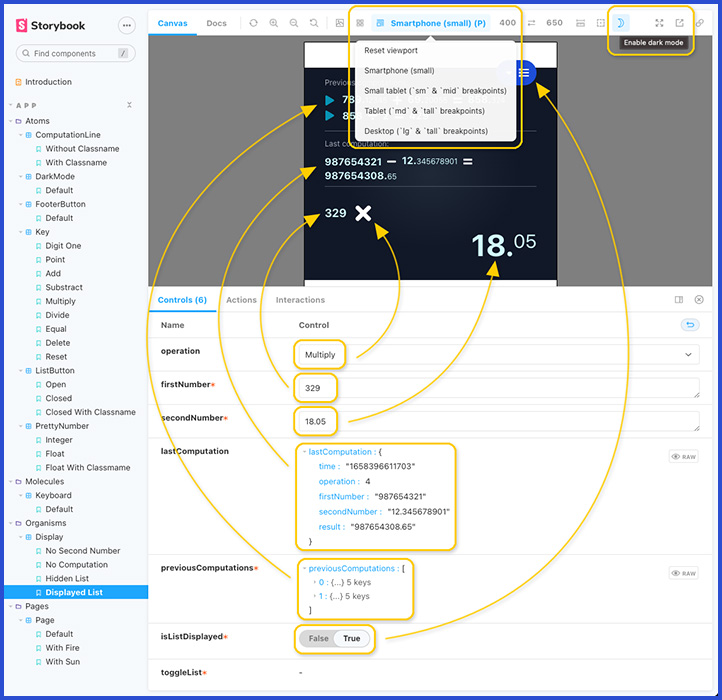 Storybook
Find components /
Introduction
APP
Atoms
ComputationLine
Without Classname
With Classname
DarkMode
Default
FooterButton
Default
Key
Digit One
Point
Add
Substract
Multiply
Divide
Equal
Delete
Reset
ListButton
Open
Closed
Closed With Classname
PrettyNumber
Integer
Float
Float With Classmame
Molecules
Keyboard
Default
Organisms
Display
No Second Number
No Computation
Hidden List
Displayed List
Pages
Page
Default
With Fire
With Sun
Canvas Docs Smartphone (small) (P) 400 650
Enable dark mode
Reset viewport
Smartphone (small)
Small tablet (`sm` & `mid` breakpoints)
Tablet (`md` & `tall` breakpoints)
Desktop (`lg` & `tall` breakpoints)
Last computation:
987654321 − 12.345678901 =
987654308.65
329 ×
18.05
Controls (6) Actions Interactions
Name Control
operation Multiply
firstNumber* 329
secondNumber* 18.05
lastComputation lastComputation : { RAW
time : "1658396611703"
operation : 4
firstNumber : "987654321"
secondNumber : "12.345678901"
result : "987654308.65"
}
previousComputations* previousComputations : [ RAW
0 : {...} 5 keys
1 : {...} 5 keys
]
isListDisplayed* False True
toggleList* -